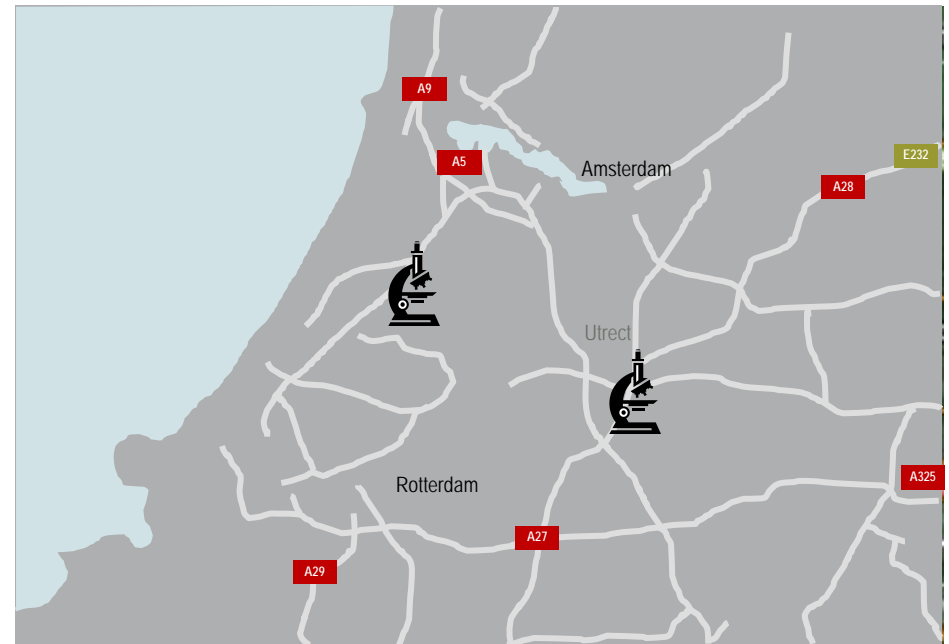 A9
A5
Amsterdam
E232
A28
Utrect
Rotterdam
A325
A27
A29